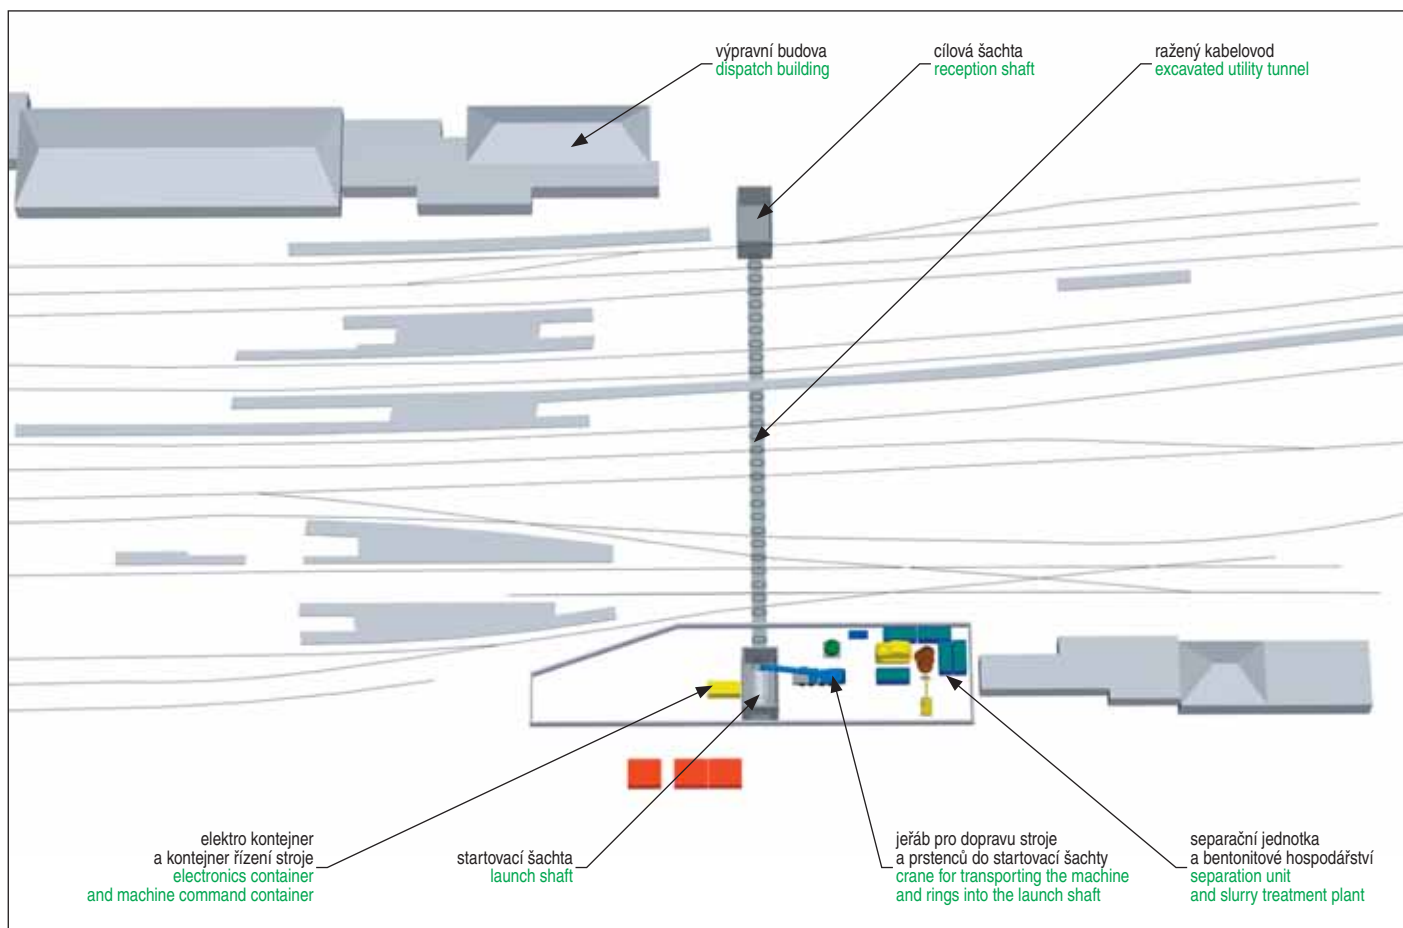 výpravní budova
dispatch building
cílová šachta
reception shaft
ražený kabelovod
excavated utility tunnel
elektro kontejner
a kontejner řízení stroje
electronics container
and machine command container
startovací šachta
launch shaft
jeřáb pro dopravu stroje
a prstenců do startovací šachty
crane for transporting the machine
and rings into the launch shaft
separační jednotka
a bentonitové hospodářství
separation unit
and slurry treatment plant